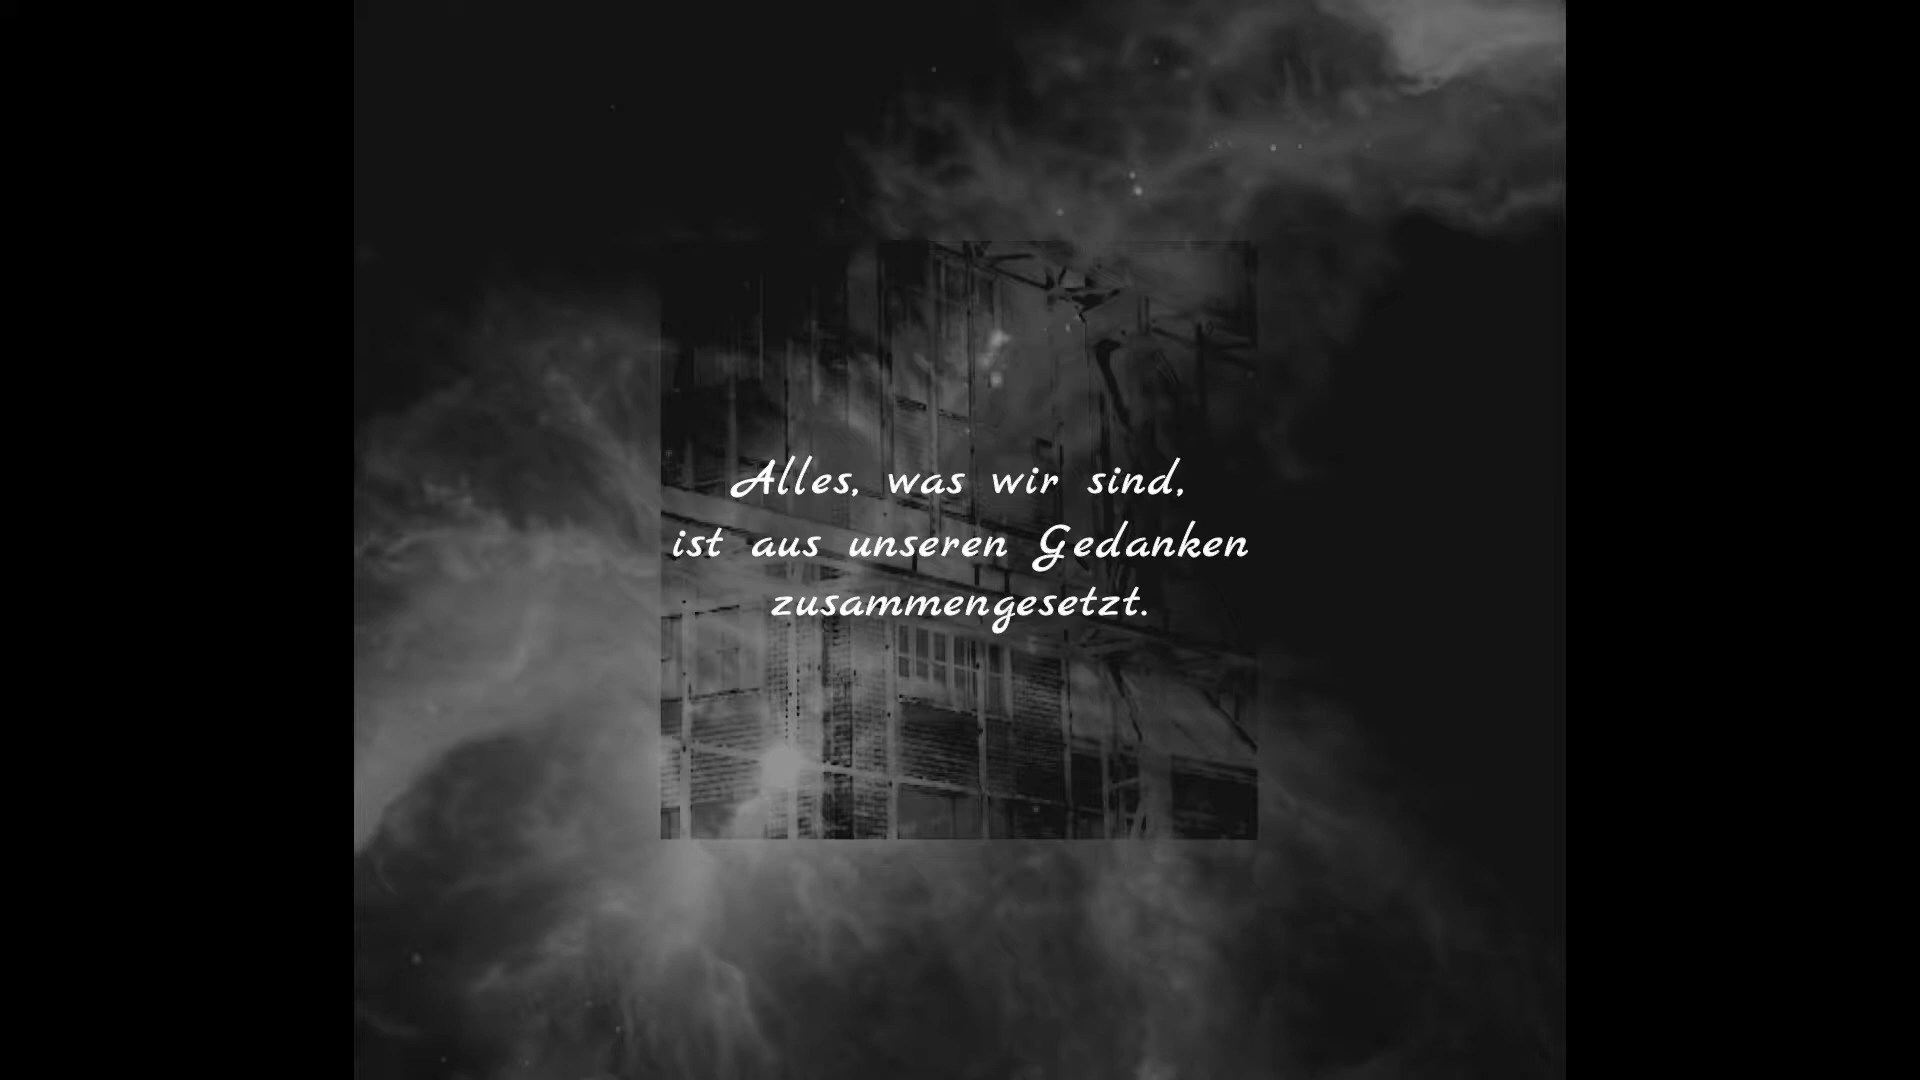 Alles, was wir sind,
ist aus unseren Gedanken
zusammengesetzt.